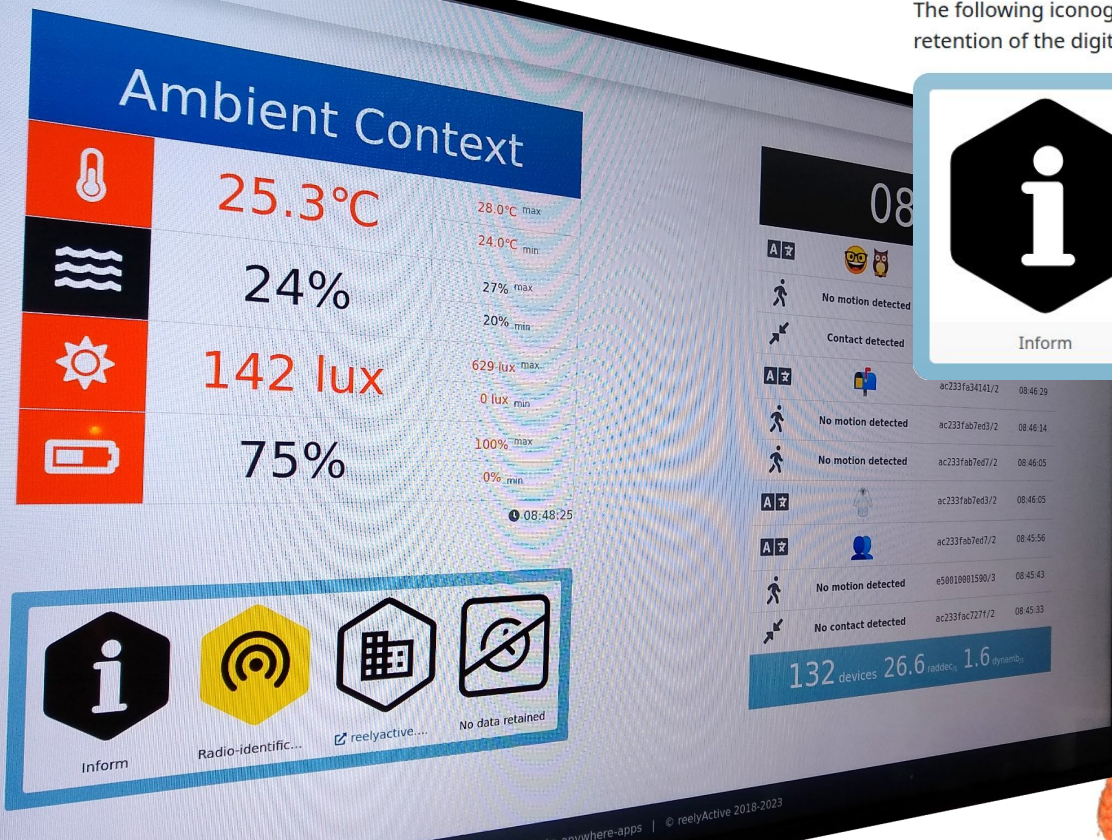 The following iconog
retention of the digit
Inform
Ambient Context
25.3°C
28.0°C max
24.0°C min
24%
27% max
20% min
142 lux
629 lux max
0 lux min
75%
100% max
0% min
08:48:25
Inform
Radio-identific...
reelyactive....
No data retained
08
No motion detected
Contact detected
ac233fa34141/2 08:46:29
No motion detected ac233fab7ed3/2 08:46:14
No motion detected ac233fab7ed7/2 08:46:05
ac233fab7ed3/2 08:46:05
ac233fab7ed7/2 08:45:56
No motion detected e50010001590/3 08:45:43
No contact detected ac233fac727f/2 08:45:33
132 devices 26.6 raddec/s 1.6 dynamb/s
anywhere-apps | © reelyActive 2018-2023